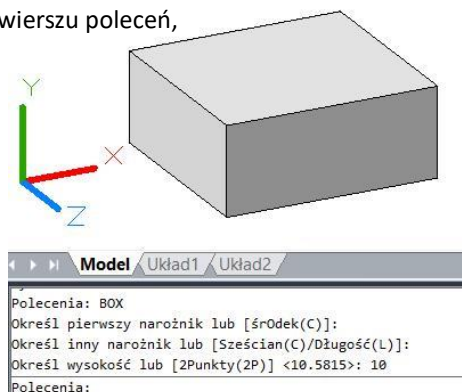 wierszu poleceń,
Y
X
Z
Model Układ1 Układ2
Polecenia: BOX
Określ pierwszy narożnik lub [śrOdek(C)]:
Określ inny narożnik lub [Sześcian(C)/Długość(L)]:
Określ wysokość lub [2Punkty(2P)] <10.5815>: 10
Polecenia: